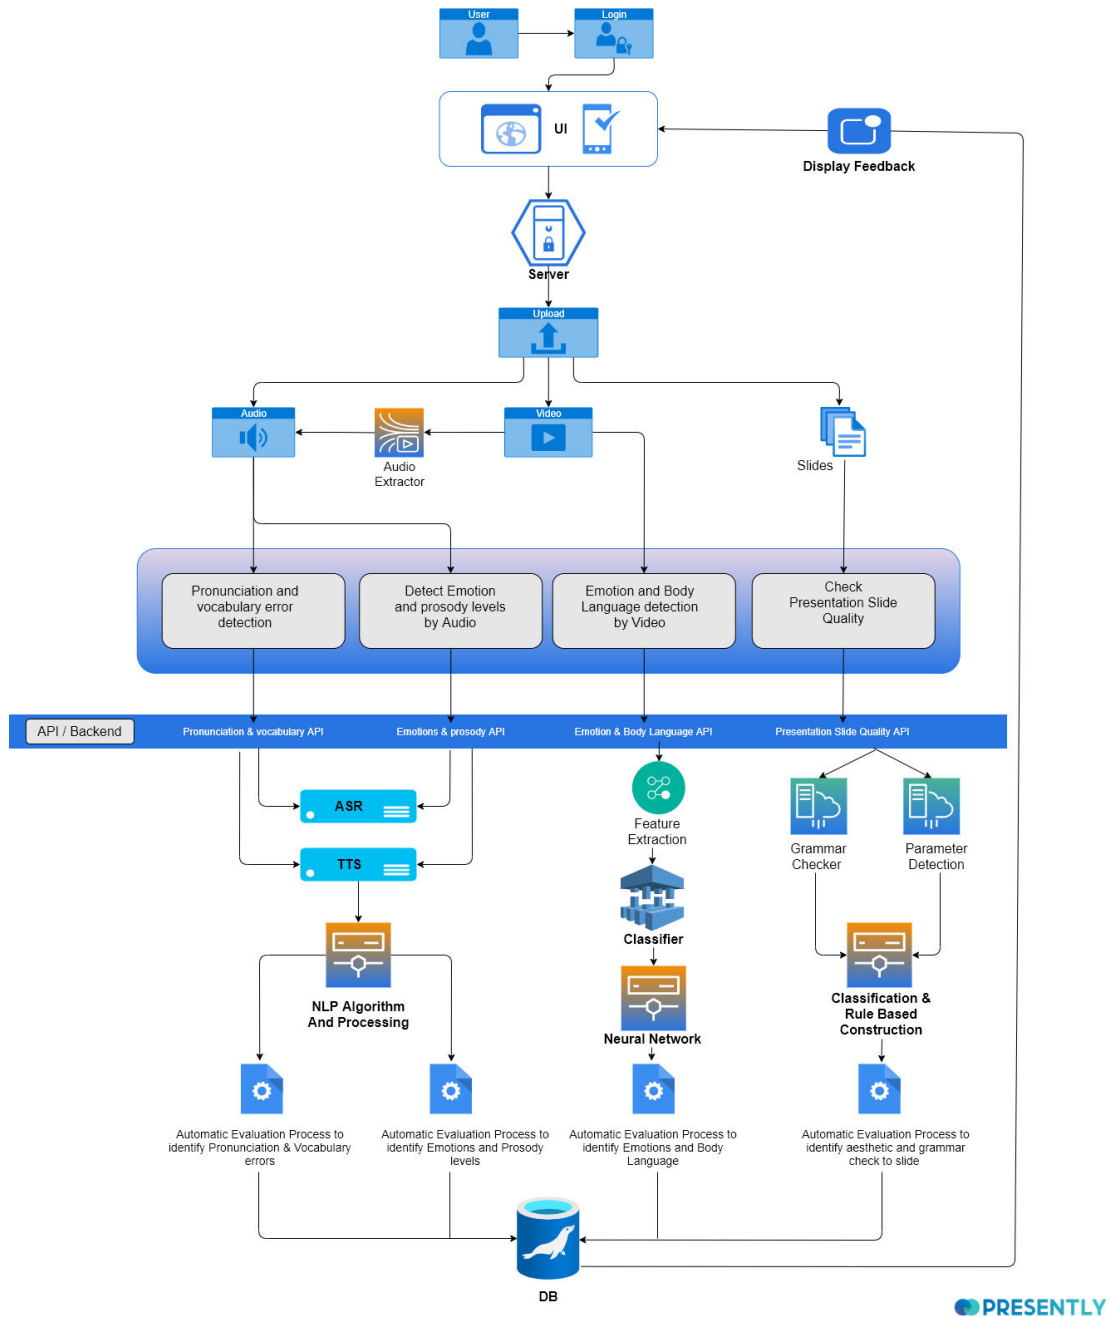 User
Login
UI
Display Feedback
Server
Upload
Audio
Video
Audio
Extractor
Slides
Pronunciation and
vocabulary error
detection
Detect Emotion
and prosody levels
by Audio
Emotion and Body
Language detection
by Video
Check
Presentation Slide
Quality
API / Backend
Pronunciation & vocabulary API
Emotions & prosody API
Emotion & Body Language API
Presentation Slide Quality API
ASR
TTS
Feature
Extraction
Grammar
Checker
Parameter
Detection
Classifier
NLP Algorithm
And Processing
Neural Network
Classification &
Rule Based
Construction
Automatic Evaluation Process to
identify Pronunciation & Vocabulary
errors
Automatic Evaluation Process to
identify Emotions and Prosody
levels
Automatic Evaluation Process to
identify Emotions and Body
Language
Automatic Evaluation Process to
identify aesthetic and grammar
check to slide
DB
PRESENTLY